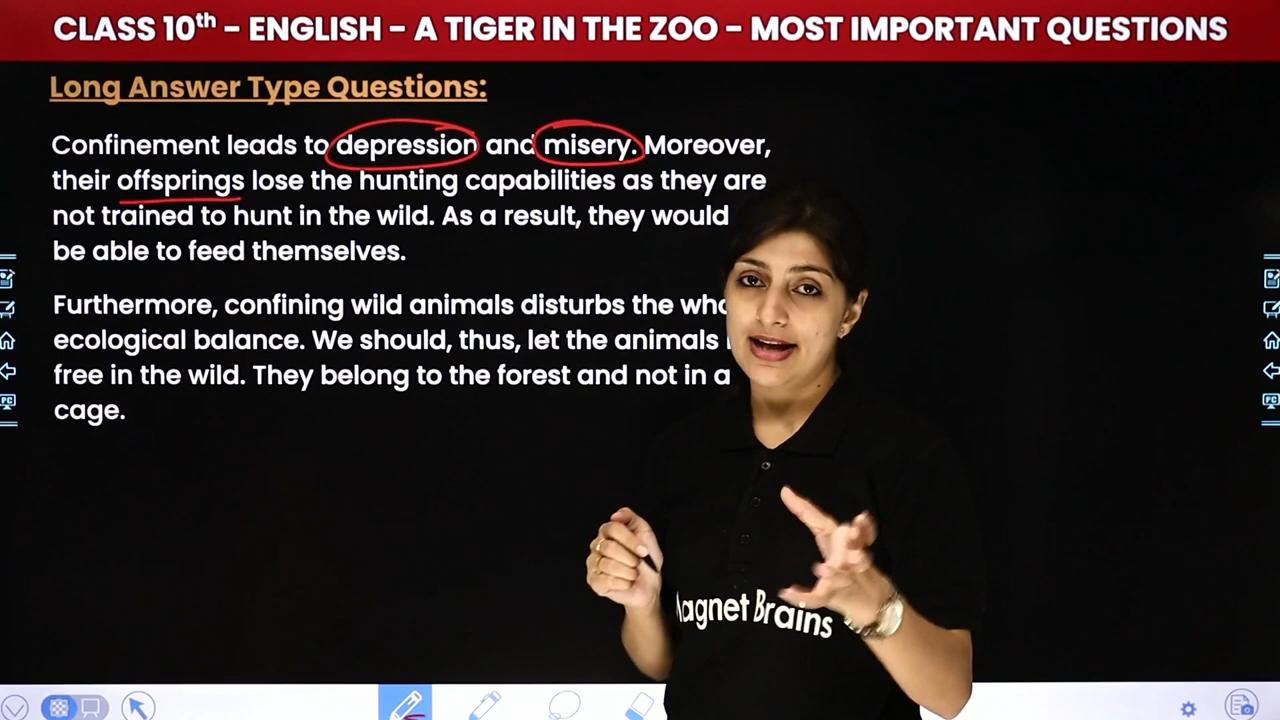 CLASS 10th - ENGLISH - A TIGER IN THE ZOO - MOST IMPORTANT QUESTIONS
Long Answer Type Questions:
Confinement leads to depression and misery. Moreover,
their offsprings lose the hunting capabilities as they are
not trained to hunt in the wild. As a result, they would
be able to feed themselves.
Furthermore, confining wild animals disturbs the
ecological balance. We should, thus, let the animals
free in the wild. They belong to the forest and not in a
cage.
Brains
PC
PC